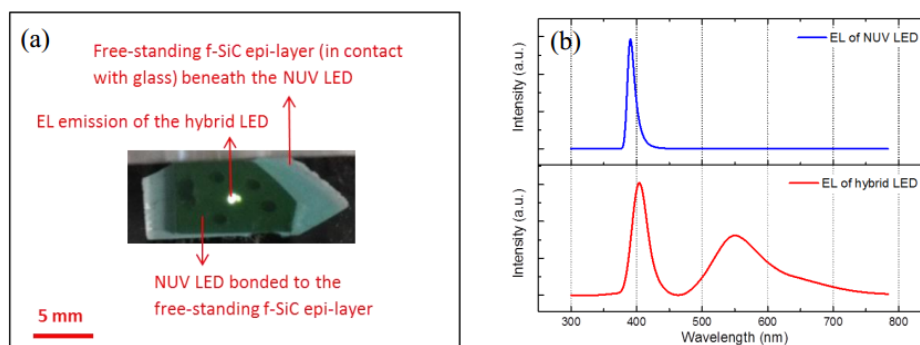 (a)
Free-standing f-SiC epi-layer (in contact
with glass) beneath the NUV LED
EL emission of the hybrid LED
NUV LED bonded to the
free-standing f-SiC epi-layer
5 mm
(b)
EL of NUV LED
Intensity (a.u.)
EL of hybrid LED
Intensity (a.u.)
300 400 500 600 700 800
Wavelength (nm)